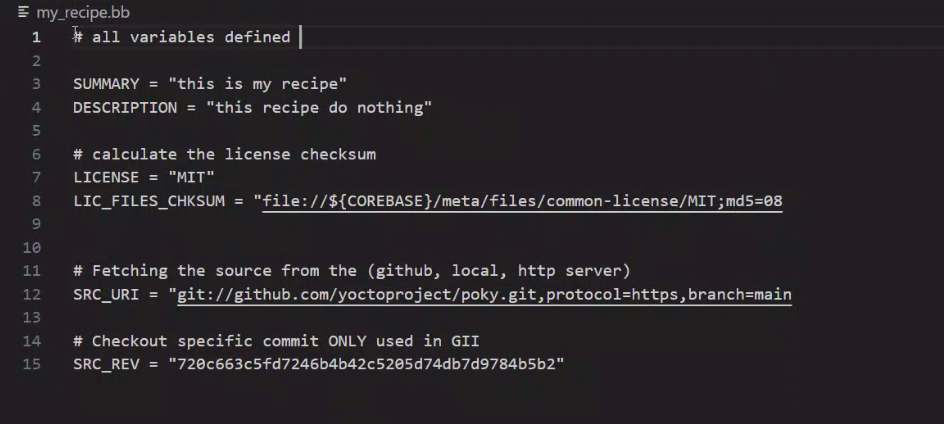 my_recipe.bb
1 # all variables defined
2
3 SUMMARY = "this is my recipe"
4 DESCRIPTION = "this recipe do nothing"
5
6 # calculate the license checksum
7 LICENSE = "MIT"
8 LIC_FILES_CHKSUM = "file://${COREBASE}/meta/files/common-license/MIT;md5=08
9
10
11 # Fetching the source from the (github, local, http server)
12 SRC_URI = "git://github.com/yoctoproject/poky.git,protocol=https,branch=main
13
14 # Checkout specific commit ONLY used in GII
15 SRC_REV = "720c663c5fd7246b4b42c5205d74db7d9784b5b2"